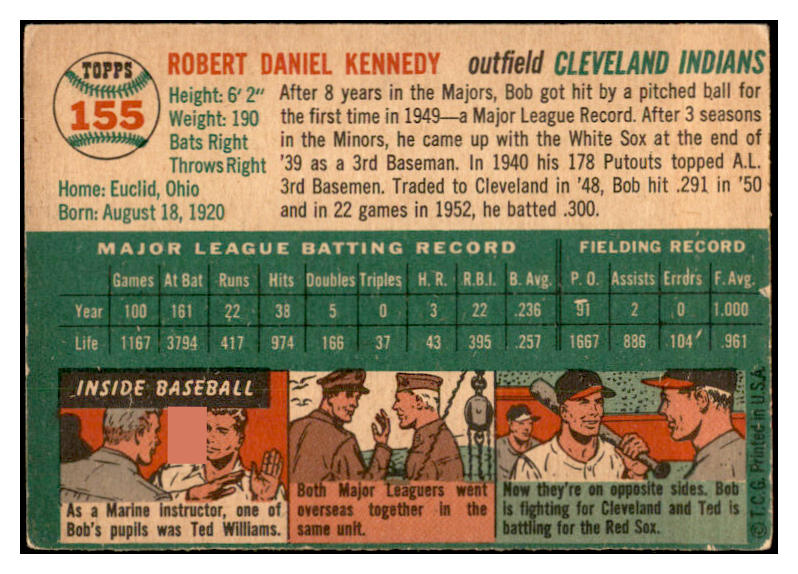 TOPPS
155
ROBERT DANIEL KENNEDY outfield CLEVELAND INDIANS
Height: 6' 2"
Weight: 190
Bats Right
Throws Right
Home: Euclid, Ohio
Born: August 18, 1920
After 8 years in the Majors, Bob got hit by a pitched ball for
the first time in 1949—a Major League Record. After 3 seasons
in the Minors, he came up with the White Sox at the end of
'39 as a 3rd Baseman. In 1940 his 178 Putouts topped A.L.
3rd Basemen. Traded to Cleveland in '48, Bob hit .291 in '50
and in 22 games in 1952, he batted .300.
MAJOR LEAGUE BATTING RECORD FIELDING RECORD
Games At Bat Runs Hits Doubles Triples H. R. R.B.I. B. Avg. P. O. Assists Errors F. Avg.
Year 100 161 22 38 5 0 3 22 .236 91 2 0 1.000
Life 1167 3794 417 974 166 37 43 395 .257 1667 886 104 .961
INSIDE BASEBALL
As a Marine instructor, one of
Bob's pupils was Ted Williams.
Both Major Leaguers went
overseas together in the
same unit.
Now they're on opposite sides. Bob
is fighting for Cleveland and Ted is
battling for the Red Sox.
© T.C.G. Printed in U.S.A.